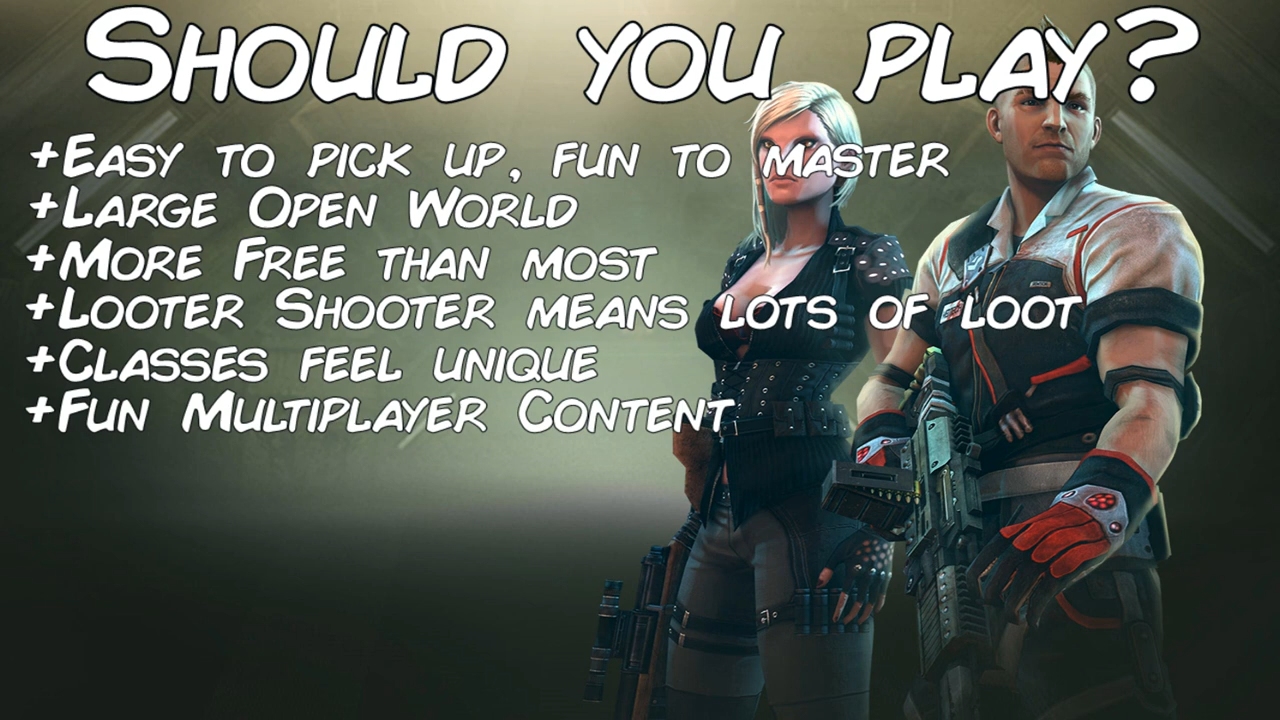 Should you play?
+Easy to pick up, fun to master
+Large Open World
+More Free than most
+Looter Shooter means lots of loot
+Classes feel unique
+Fun Multiplayer Content